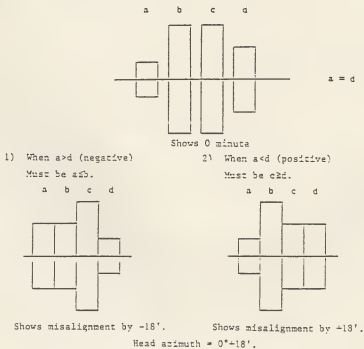 a b c d
a = d
Shows 0 minute
1) When a>d (negative)
Must be a≤b.
a b c d
2) When a<d (positive)
Must be c≥d.
a b c d
Shows misalignment by -18'.
Shows misalignment by +18'.
Head azimuth = 0°+18'.